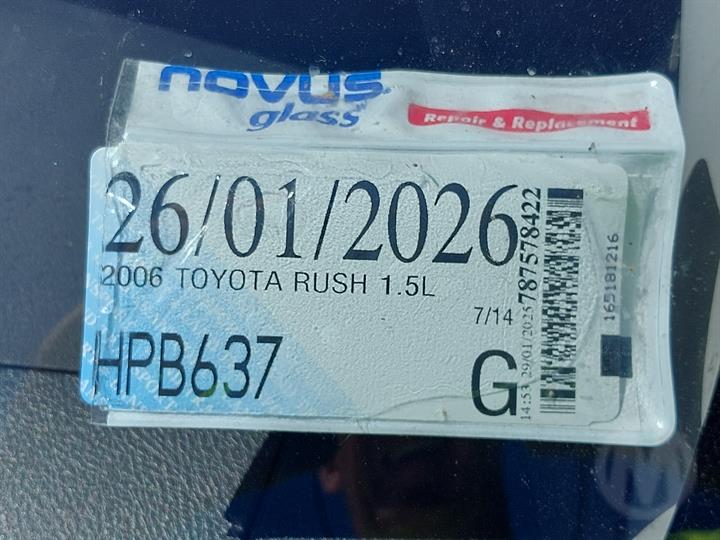 novus
glass
Repair & Replacement
26/01/2026
2006 TOYOTA RUSH 1.5L
7/14
HPB637
G
14:53 29/01/2025
787578422
165181216
M